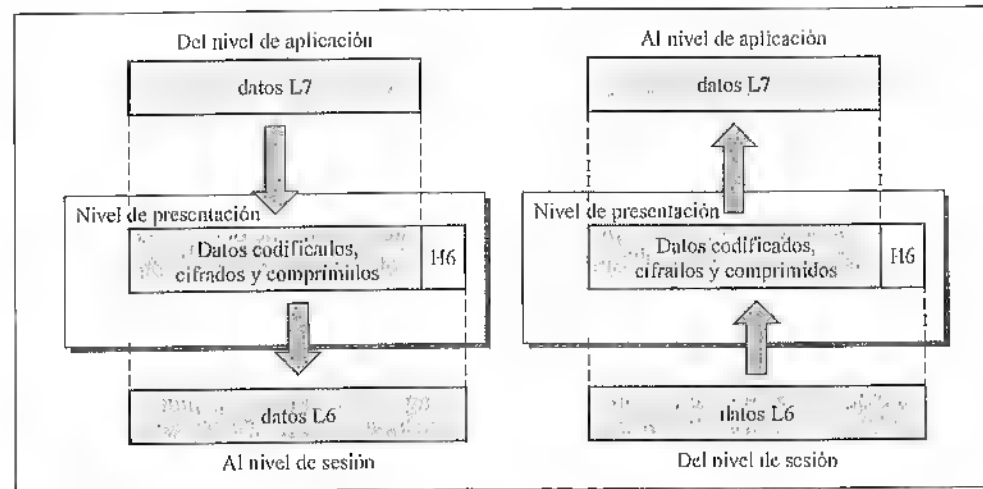 Del nivel de aplicación
datos L7
Nivel de presentación
Datos codificados,
cifrados y comprimidos
H6
datos L6
Al nivel de sesión
Al nivel de aplicación
datos L7
Nivel de presentación
Datos codificados,
cifrados y comprimidos
H6
datos L6
Del nivel de sesión